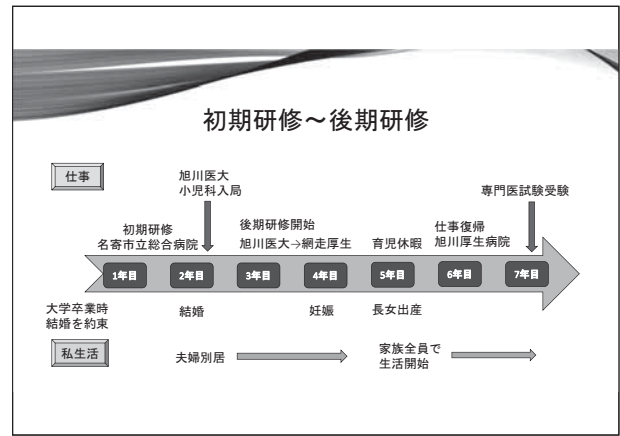 初期研修～後期研修
仕事
旭川医大
小児科入局
専門医試験受験
初期研修
名寄市立総合病院
後期研修開始
旭川医大→網走厚生
育児休暇
仕事復帰
旭川厚生病院
1年目
2年目
3年目
4年目
5年目
6年目
7年目
大学卒業時
結婚を約束
結婚
妊娠
長女出産
私生活
夫婦別居
家族全員で
生活開始